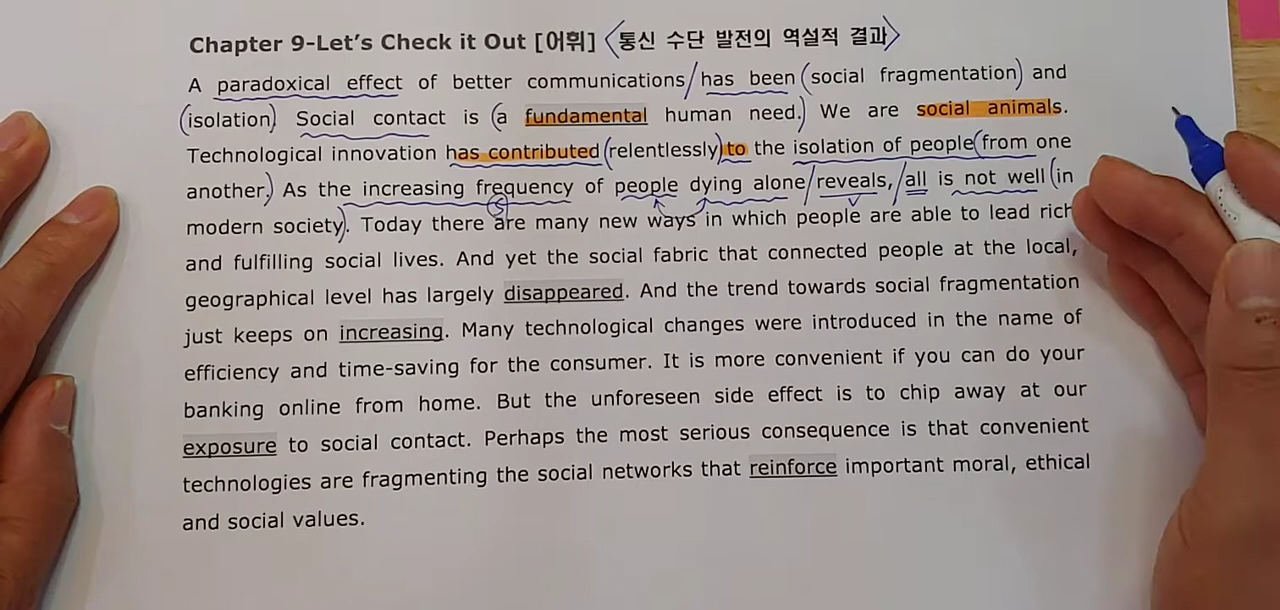 Chapter 9-Let's Check it Out [어휘] <통신 수단 발전의 역설적 결과>
A paradoxical effect of better communications/has been (social fragmentation) and
(isolation). Social contact is (a fundamental human need.) We are social animals.
Technological innovation has contributed (relentlessly) to the isolation of people (from one
another.) As the increasing frequency of people dying alone/reveals,/all is not well (in
modern society). Today there are many new ways in which people are able to lead rich
and fulfilling social lives. And yet the social fabric that connected people at the local,
geographical level has largely disappeared. And the trend towards social fragmentation
just keeps on increasing. Many technological changes were introduced in the name of
efficiency and time-saving for the consumer. It is more convenient if you can do your
banking online from home. But the unforeseen side effect is to chip away at our
exposure to social contact. Perhaps the most serious consequence is that convenient
technologies are fragmenting the social networks that reinforce important moral, ethical
and social values.